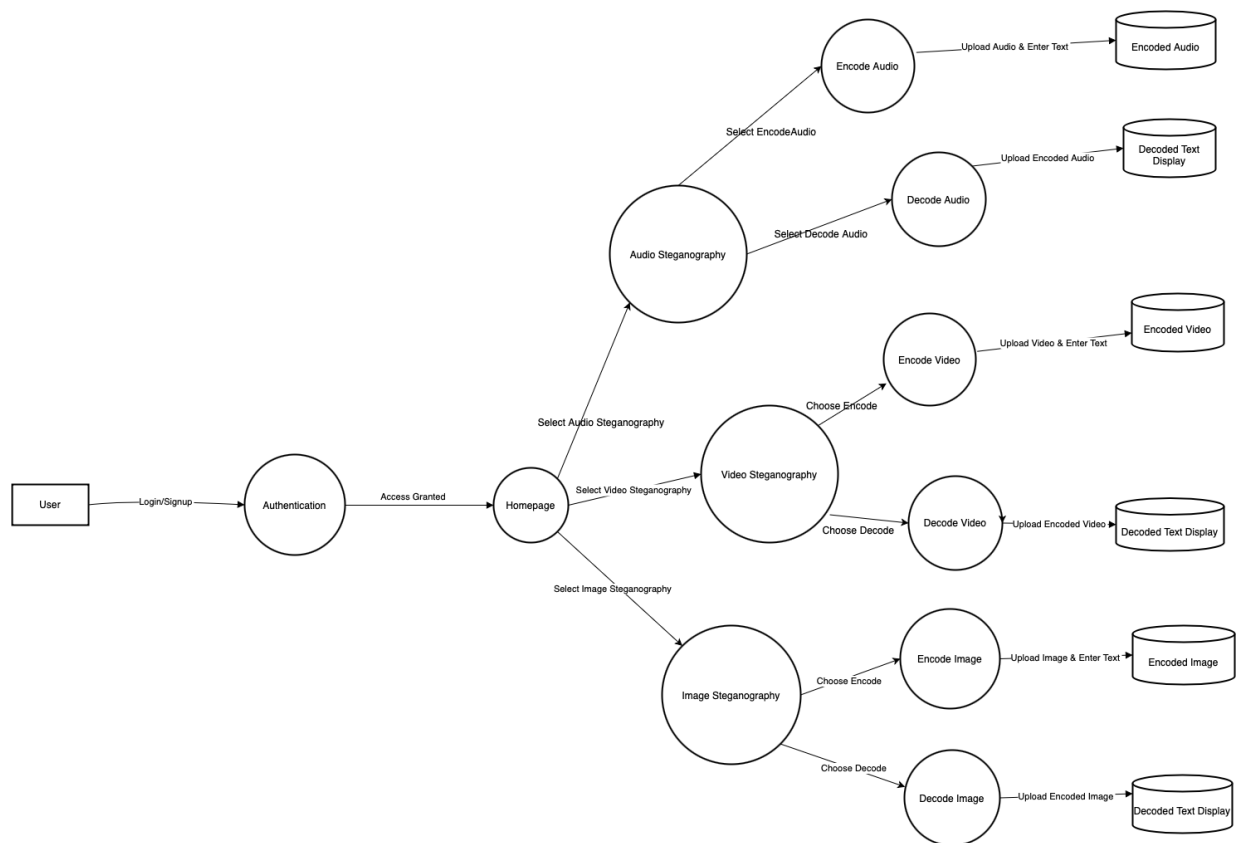 Encoded Audio
Upload Audio & Enter Text
Encode Audio
Select EncodeAudio
Decoded Text
Display
Upload Encoded Audio
Decode Audio
Select Decode Audio
Audio Steganography
Encoded Video
Upload Video & Enter Text
Encode Video
Choose Encode
Select Audio Steganography
Video Steganography
Select Video Steganography
User
Login/Signup
Authentication
Access Granted
Homepage
Choose Decode
Decode Video
Upload Encoded Video
Decoded Text Display
Select Image Steganography
Encode Image
Upload Image & Enter Text
Encoded Image
Choose Encode
Image Steganography
Choose Decode
Decode Image
Upload Encoded Image
Decoded Text Display